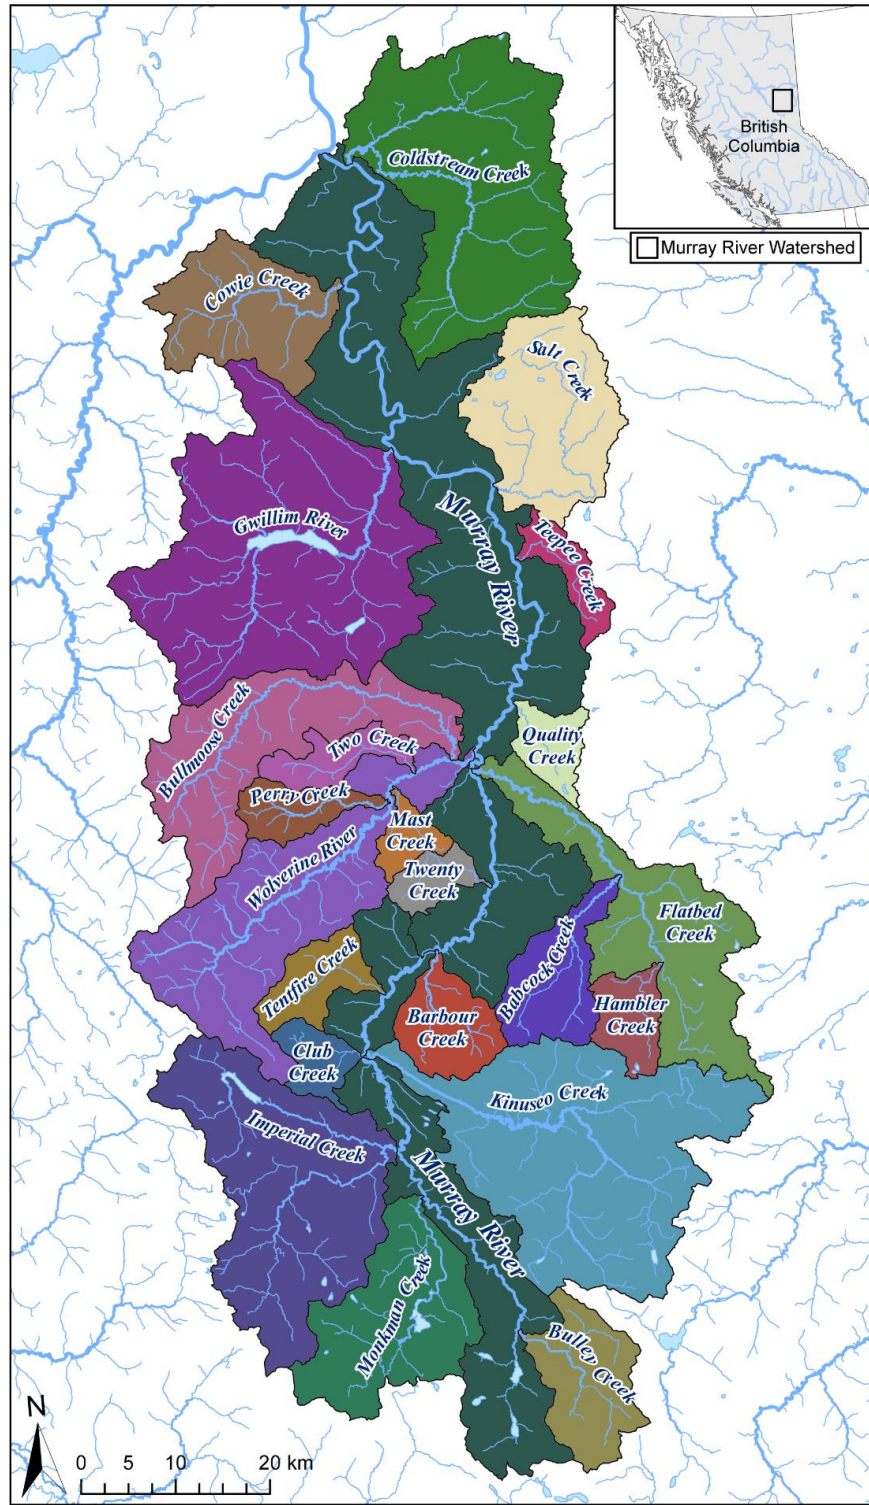 British
Columbia
Murray River Watershed
Coldstream Creek
Cowie Creek
Salt Creek
Murray River
Gwillim River
Teepee Creek
Bullmoose Creek
Two Creek
Quality
Creek
Perry Creek
Mast
Creek
Wolverine River
Twenty
Creek
Flatbed
Creek
Babcock Creek
Tentfire Creek
Hambler
Creek
Barbour
Creek
Club
Creek
Kinuseo Creek
Imperial Creek
Murray River
Monkman Creek
Bulley Creek
N
0 5 10 20 km